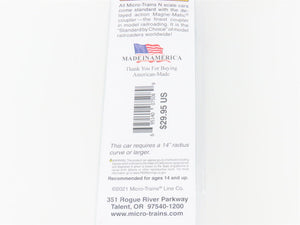 All Micro-Trains N scale cars
come standard with the de-
layed action Magne-Matic®
coupler – the finest coupler
in model railroading. It is the
"Standard By Choice" of model
railroaders worldwide!
MADE IN AMERICA
Thank You For Buying
American-Made
$29.95 US
This car requires a 14" radius
curve or larger.
Recommended for ages 14 and up.
©2021 Micro-Trains® Line Co.
351 Rogue River Parkway
Talent, OR 97540-1200
www.micro-trains.com